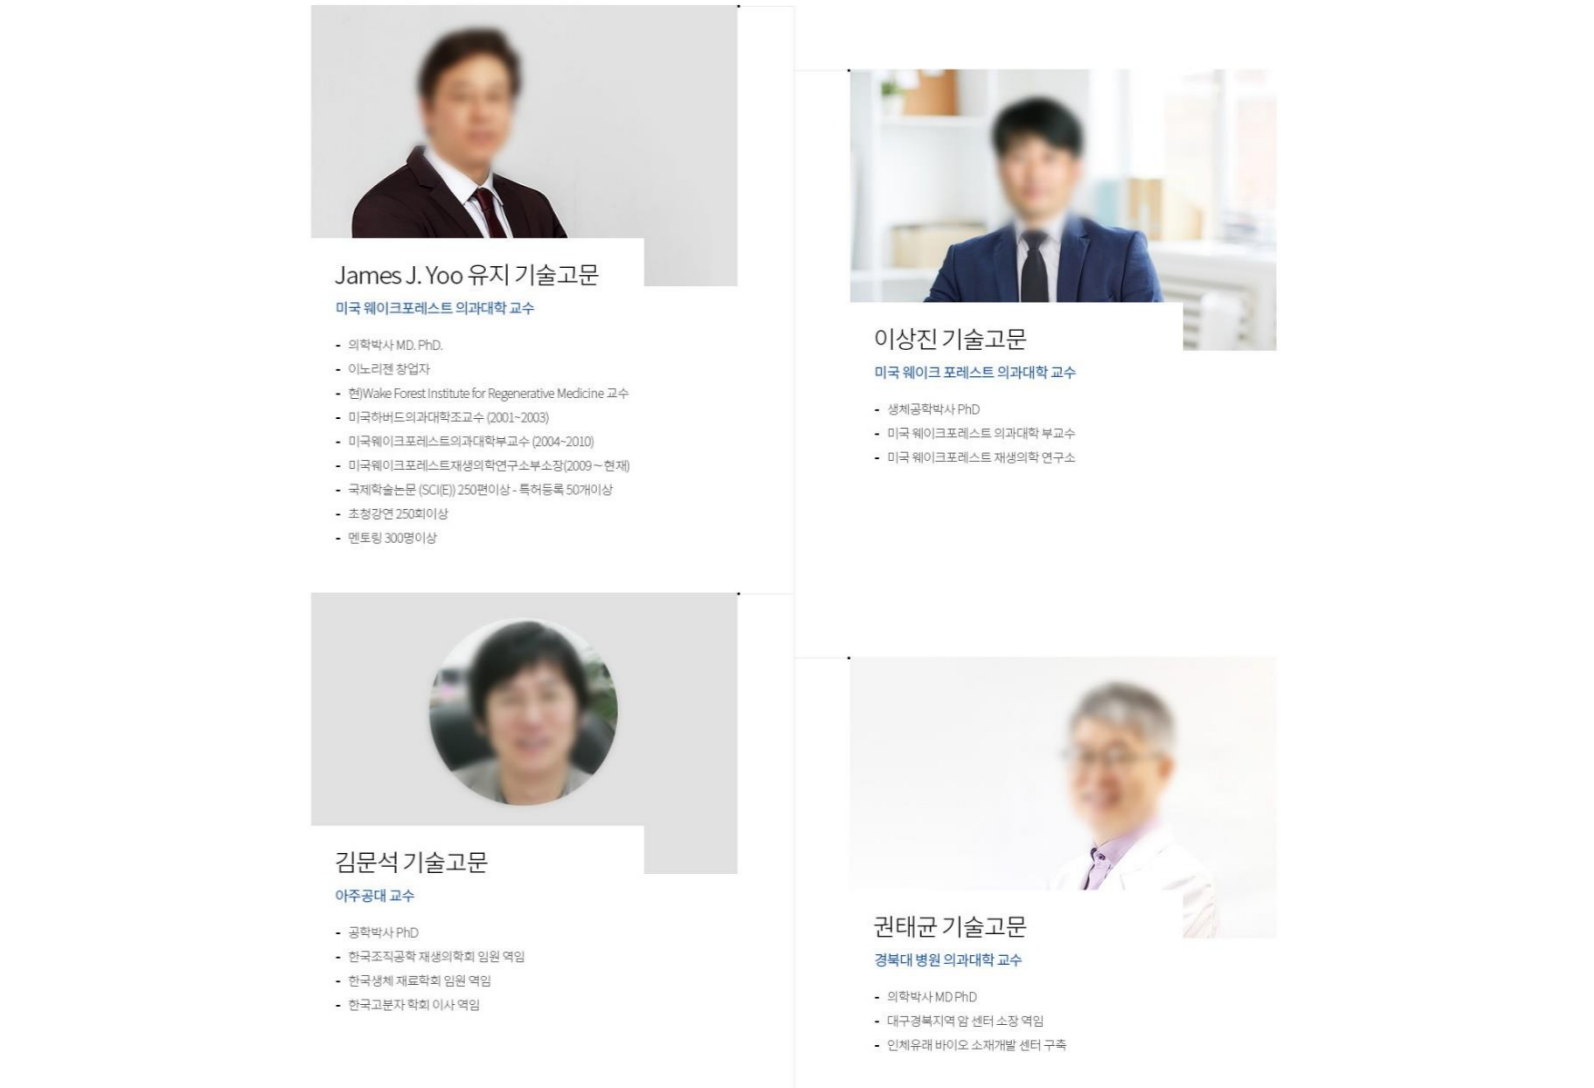 James J. Yoo 유지 기술고문
미국 웨이크포레스트 의과대학 교수
- 의학박사 MD. PhD.
- 이노리젠 창업자
- 현)Wake Forest Institute for Regenerative Medicine 교수
- 미국하버드의과대학조교수 (2001~2003)
- 미국웨이크포레스트의과대학부교수 (2004~2010)
- 미국웨이크포레스트재생의학연구소부소장(2009 ~ 현재)
- 국제학술논문 (SCI(E)) 250편이상 - 특허등록 50개이상
- 초청강연 250회이상
- 멘토링 300명이상
이상진 기술고문
미국 웨이크 포레스트 의과대학 교수
- 생체공학박사 PhD
- 미국 웨이크포레스트 의과대학 부교수
- 미국 웨이크포레스트 재생의학 연구소
김문석 기술고문
아주공대 교수
- 공학박사 PhD
- 한국조직공학 재생의학회 임원 역임
- 한국생체 재료학회 임원 역임
- 한국고분자 학회 이사 역임
권태균 기술고문
경북대 병원 의과대학 교수
- 의학박사 MD PhD
- 대구경북지역 암 센터 소장 역임
- 인체유래 바이오 소재개발 센터 구축